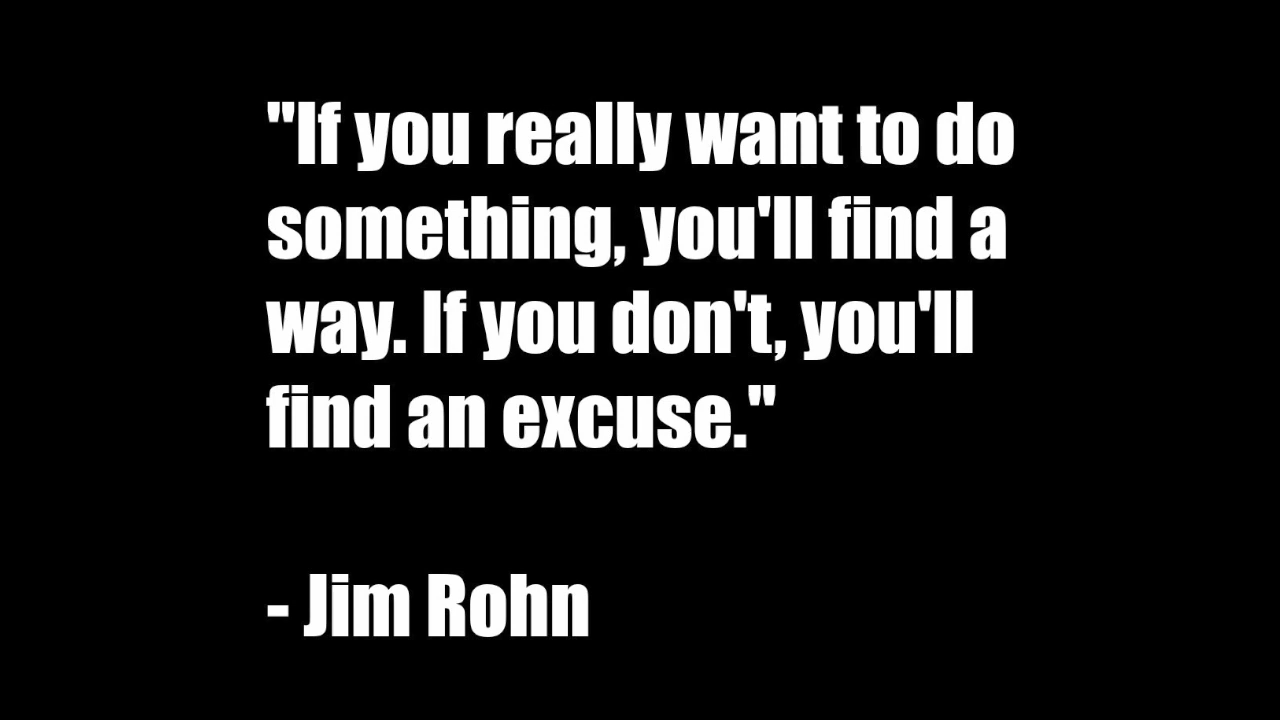 "If you really want to do
something, you'll find a
way. If you don't, you'll
find an excuse."
- Jim Rohn